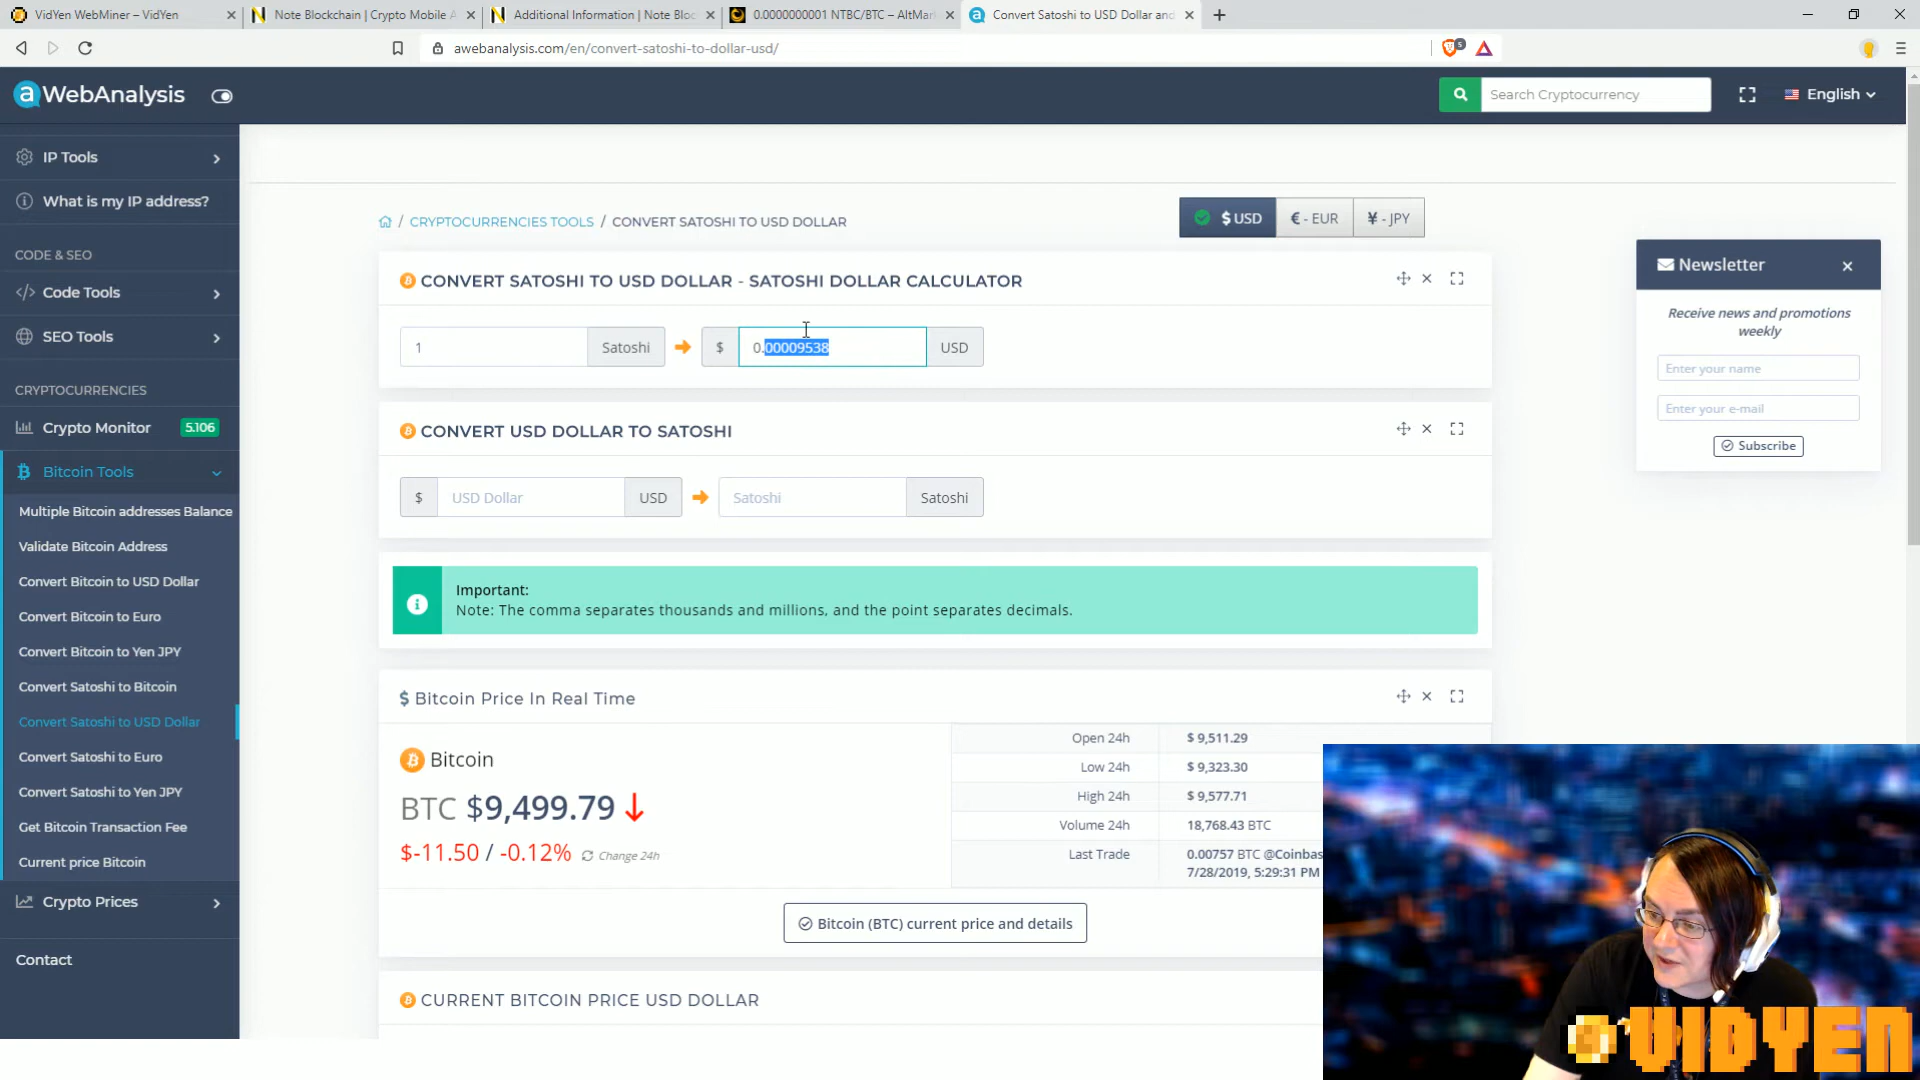 VidYen WebMiner – VidYen
Note Blockchain | Crypto Mobile A
Additional Information | Note Bloc
0.0000000001 NTBC/BTC – AltMar
Convert Satoshi to USD Dollar and
awebanalysis.com/en/convert-satoshi-to-dollar-usd/
5
aWebAnalysis
Search Cryptocurrency
English
IP Tools
What is my IP address?
CODE & SEO
Code Tools
SEO Tools
CRYPTOCURRENCIES
Crypto Monitor 5.106
Bitcoin Tools
Multiple Bitcoin addresses Balance
Validate Bitcoin Address
Convert Bitcoin to USD Dollar
Convert Bitcoin to Euro
Convert Bitcoin to Yen JPY
Convert Satoshi to Bitcoin
Convert Satoshi to USD Dollar
Convert Satoshi to Euro
Convert Satoshi to Yen JPY
Get Bitcoin Transaction Fee
Current price Bitcoin
Crypto Prices
Contact
/ CRYPTOCURRENCIES TOOLS / CONVERT SATOSHI TO USD DOLLAR
$ USD € - EUR ¥ - JPY
CONVERT SATOSHI TO USD DOLLAR - SATOSHI DOLLAR CALCULATOR
1 Satoshi $ 0.00009538 USD
CONVERT USD DOLLAR TO SATOSHI
$ USD Dollar USD Satoshi Satoshi
Important:
Note: The comma separates thousands and millions, and the point separates decimals.
$ Bitcoin Price In Real Time
Bitcoin
BTC $9,499.79
$-11.50 / -0.12% Change 24h
Open 24h $ 9,511.29
Low 24h $ 9,323.30
High 24h $ 9,577.71
Volume 24h 18,768.43 BTC
Last Trade 0.00757 BTC @Coinbas
7/28/2019, 5:29:31 PM
Bitcoin (BTC) current price and details
CURRENT BITCOIN PRICE USD DOLLAR
Newsletter
Receive news and promotions
weekly
Enter your name
Enter your e-mail
Subscribe
VIDYEN